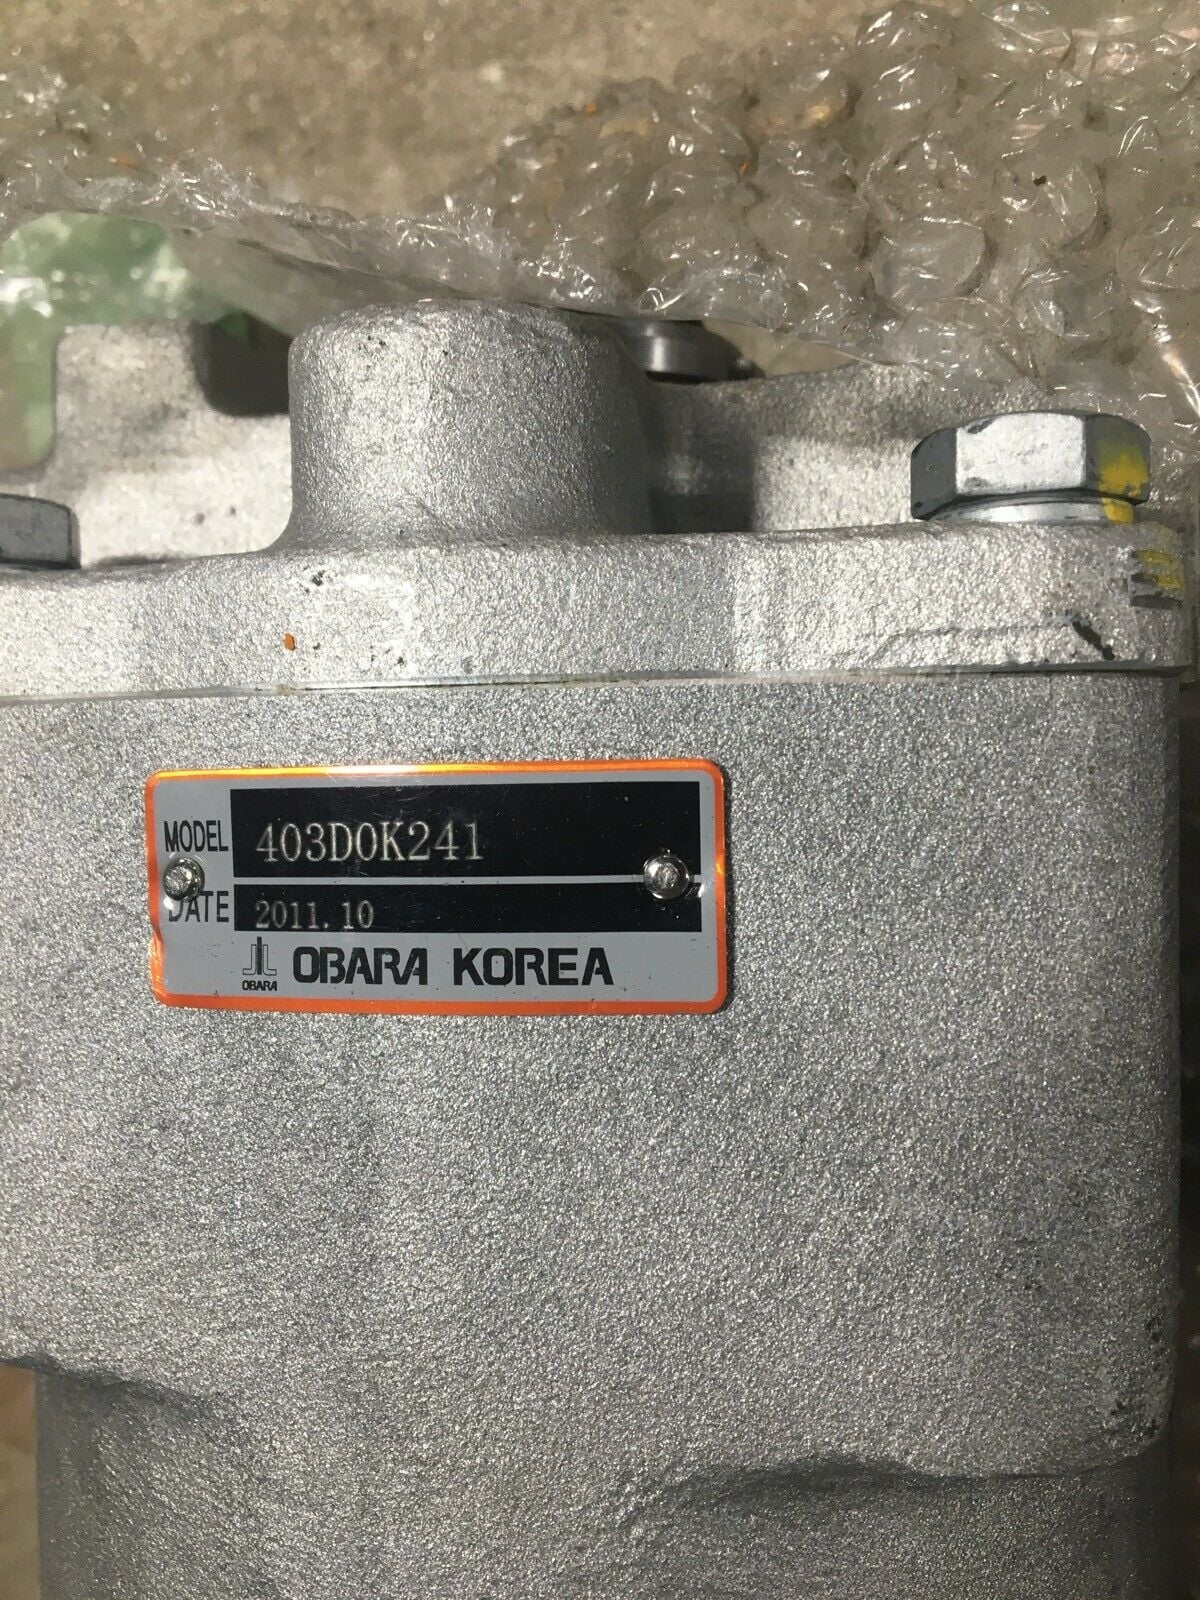 MODEL 403D0K241
DATE 2011.10
OBARA OBARA KOREA